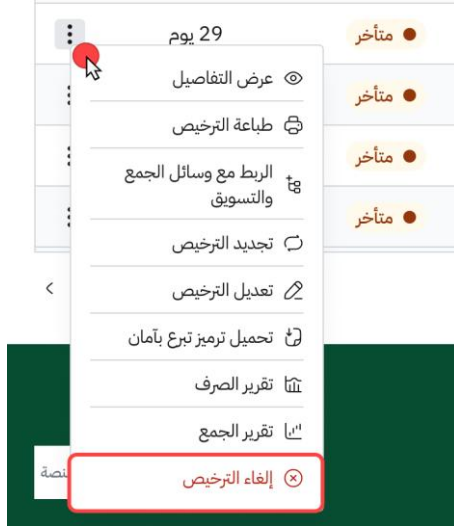 متأخر 29 يوم
عرض التفاصيل
متأخر
طباعة الترخيص
متأخر
الربط مع وسائل الجمع
والتسويق
متأخر
تجديد الترخيص
تعديل الترخيص
تحميل ترميز تبرع بآمان
تقرير الصرف
تقرير الجمع
إلغاء الترخيص